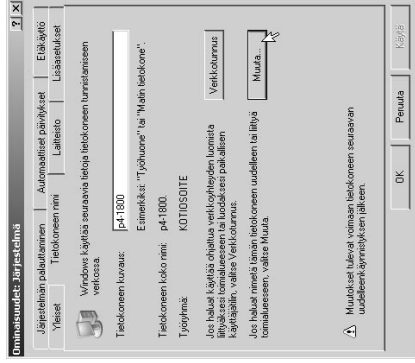 Ominaisuudet: Järjestelmä
Järjestelmän palauttaminen Automaattiset päivitykset Etäkäyttö
Yleiset Tietokoneen nimi Laitteisto Lisäasetukset
Windows käyttää seuraavia tietoja tietokoneen tunnistamiseen
verkossa.
Tietokoneen kuvaus: p4-1800
Esimerkiksi: "Työhuone" tai "Matin tietokone".
Tietokoneen koko nimi: p4-1800.
Työryhmä: KOTIOSOITE
Jos haluat käyttää ohjattua verkkoyhteyden luomista
liittyäksesi toimialueeseen tai luodaksesi paikallisen
käyttäjätilin, valitse Verkkotunnus.
Verkkotunnus
Jos haluat nimetä tämän tietokoneen uudelleen tai liittyä
toimialueeseen, valitse Muuta.
Muuta...
Muutokset tulevat voimaan tietokoneen seuraavan
uudelleenkäynnistyksen jälkeen.
OK Peruuta Käytä